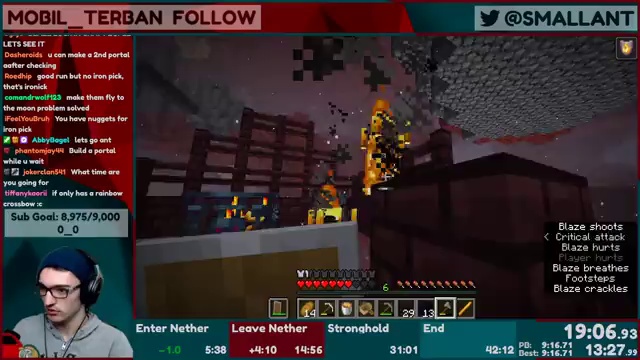 MOBIL_TERBAN FOLLOW
@SMALLANT
LETS SEE IT
Dasheroids u can make a 2nd portal
aafter checking
Roedhip good run but no iron pick,
that's ironick
comandrwolf123 make them fly to
the moon problem solved
iFeelYouBruh You have nuggets for
iron pick
AbbyBagel lets go ant
phantomjay44 Build a portal
while u wait
jokerclan541 What time are
you going for
tiffanykaorii if only has a rainbow
crossbow :c
Sub Goal: 8,975/9,000
0_0
Blaze shoots
< Critical attack
Blaze hurts
Player hurts
Blaze breathes
Footsteps
Blaze crackles
6
14
29
13
Enter Nether
-1.0 5:38
Leave Nether
+4:10 14:56
Stronghold
31:01
End
42:12
19:06.93
PB: 9:16.71
Best: 9:16.71
13:27.99